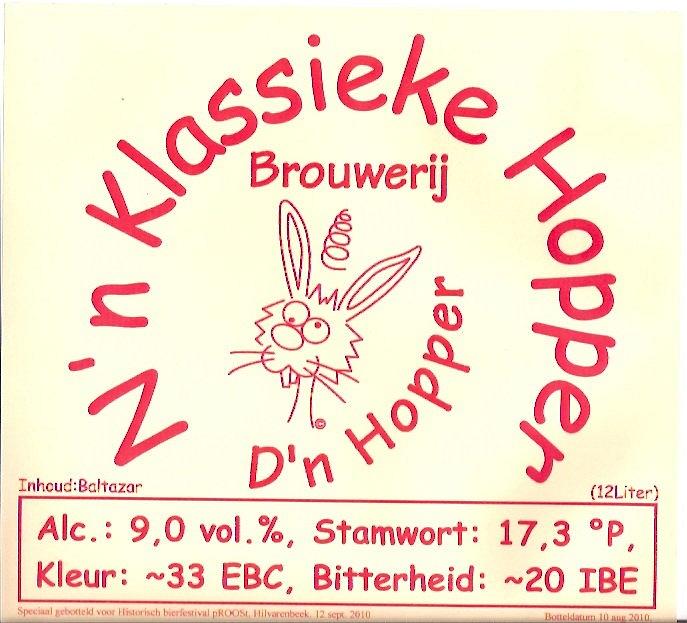 Z'n Klassieke Hopper
Brouwerij
D'n Hopper
©
Inhoud:Baltazar
(12Liter)
Alc.: 9,0 vol.%, Stamwort: 17,3 °P,
Kleur: ~33 EBC, Bitterheid: ~20 IBE
Speciaal gebotteld voor Historisch bierfestival pROOSt, Hilvarenbeek. 12 sept. 2010
Botteldatum 10 aug 2010.